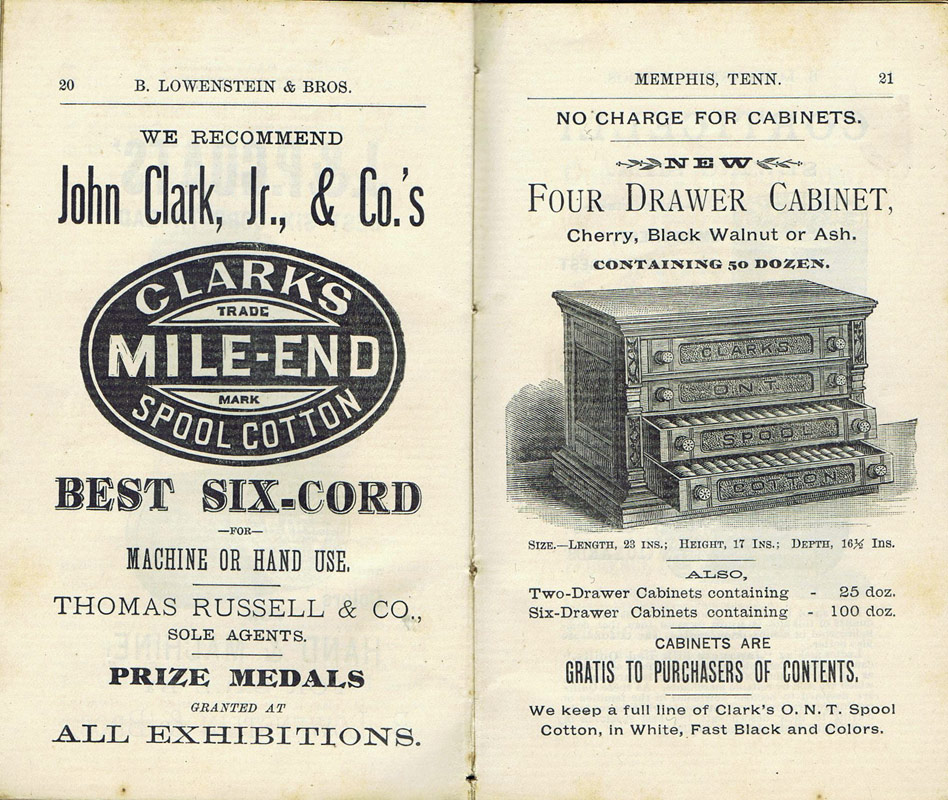 20 B. LOWENSTEIN & BROS.
WE RECOMMEND
John Clark, Jr., & Co.'s
CLARK'S
TRADE
MILE-END
MARK
SPOOL COTTON
BEST SIX-CORD
—FOR—
MACHINE OR HAND USE.
THOMAS RUSSELL & CO.,
SOLE AGENTS.
PRIZE MEDALS
GRANTED AT
ALL EXHIBITIONS.
MEMPHIS, TENN. 21
NO CHARGE FOR CABINETS.
NEW
FOUR DRAWER CABINET,
Cherry, Black Walnut or Ash.
CONTAINING 50 DOZEN.
CLARKS
O.N.T.
SPOOL
COTTON
SIZE.—LENGTH, 23 INS.; HEIGHT, 17 INS.; DEPTH, 16½ INS.
ALSO,
Two-Drawer Cabinets containing - 25 doz.
Six-Drawer Cabinets containing - 100 doz.
CABINETS ARE
GRATIS TO PURCHASERS OF CONTENTS.
We keep a full line of Clark's O. N. T. Spool
Cotton, in White, Fast Black and Colors.